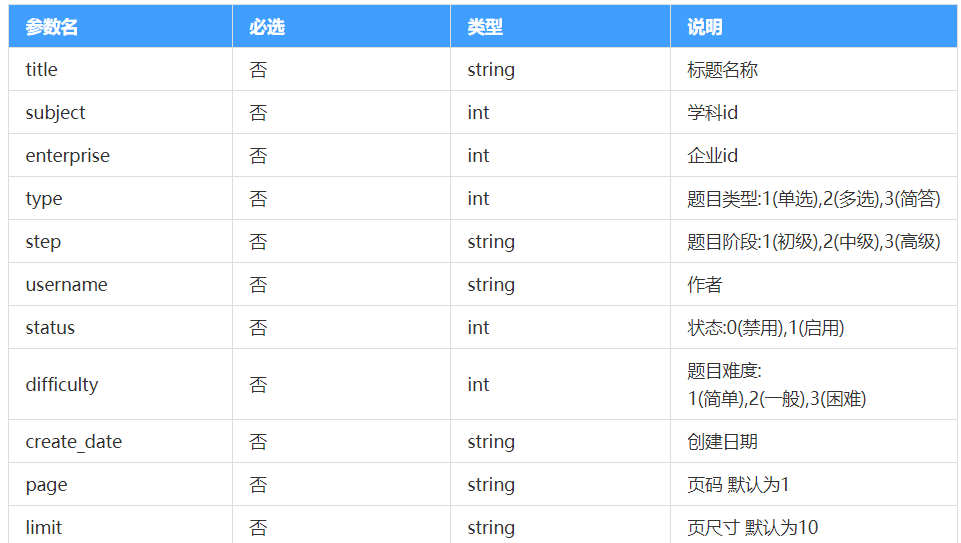 参数名 必选 类型 说明
title 否 string 标题名称
subject 否 int 学科id
enterprise 否 int 企业id
type 否 int 题目类型:1(单选),2(多选),3(简答)
step 否 string 题目阶段:1(初级),2(中级),3(高级)
username 否 string 作者
status 否 int 状态:0(禁用),1(启用)
difficulty 否 int 题目难度:
1(简单),2(一般),3(困难)
create_date 否 string 创建日期
page 否 string 页码 默认为1
limit 否 string 页尺寸 默认为10